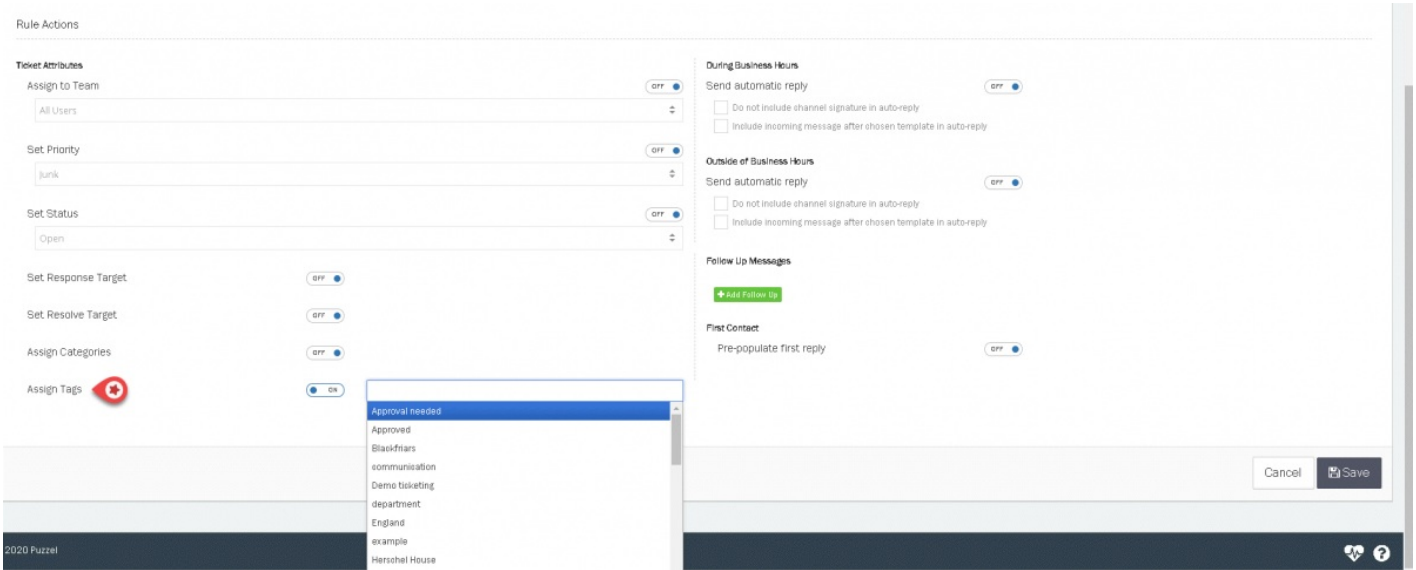 Rule Actions
Ticket Attributes
Assign to Team
OFF
All Users
Set Priority
OFF
Junk
Set Status
OFF
Open
Set Response Target
OFF
Set Resolve Target
OFF
Assign Categories
OFF
Assign Tags
ON
Approval needed
Approved
Blackfriars
communication
Demo ticketing
department
England
example
Herschel House
During Business Hours
Send automatic reply
OFF
Do not include channel signature in auto-reply
Include incoming message after chosen template in auto-reply
Outside of Business Hours
Send automatic reply
OFF
Do not include channel signature in auto-reply
Include incoming message after chosen template in auto-reply
Follow Up Messages
Add Follow Up
First Contact
Pre-populate first reply
OFF
Cancel
Save
2020 Puzzel